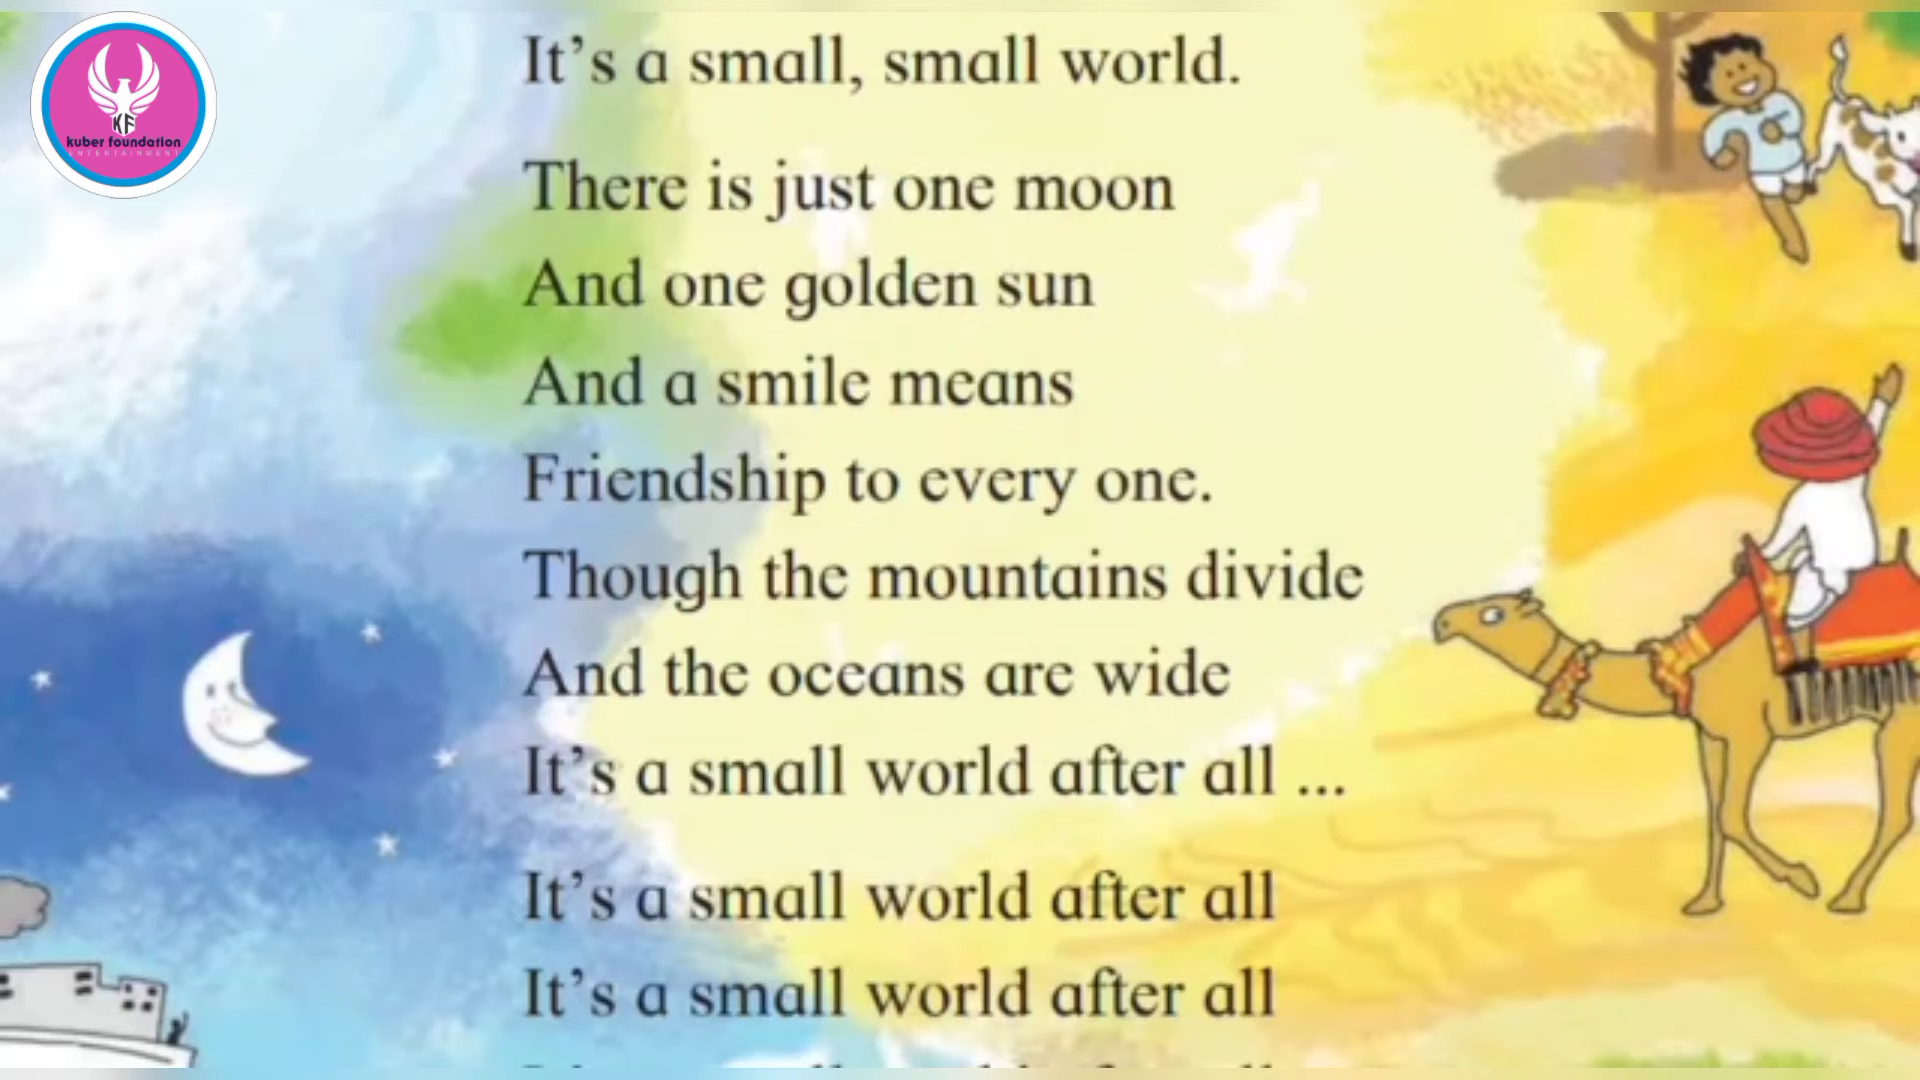 KF
kuber foundation
ENTERTAINMENT
It's a small, small world.
There is just one moon
And one golden sun
And a smile means
Friendship to every one.
Though the mountains divide
And the oceans are wide
It's a small world after all ...
It's a small world after all
It's a small world after all